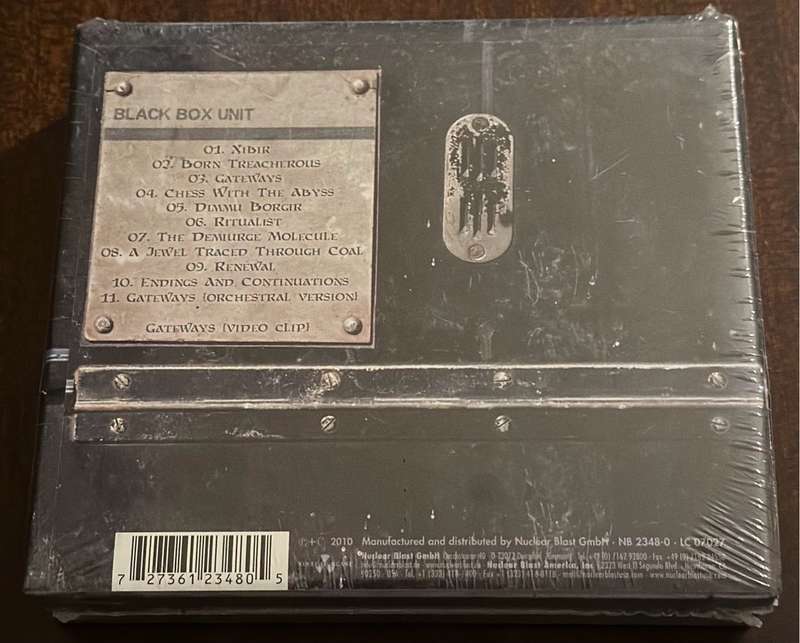 BLACK BOX UNIT
01. XIBIR
02. BORN TREACHEROUS
03. GATEWAYS
04. CHESS WITH THE ABYSS
05. DIMMU BORGIR
06. RITUALIST
07. THE DEMIURGE MOLECULE
08. A JEWEL TRACED THROUGH COAL
09. RENEWAL
10. ENDINGS AND CONTINUATIONS
11. GATEWAYS (ORCHESTRAL VERSION)
GATEWAYS (VIDEO CLIP)
℗+© 2010 Manufactured and distributed by Nuclear Blast GmbH - NB 2348-0 - LC 07027
Nuclear Blast GmbH
Nuclear Blast America, Inc
7 27361 23480 5